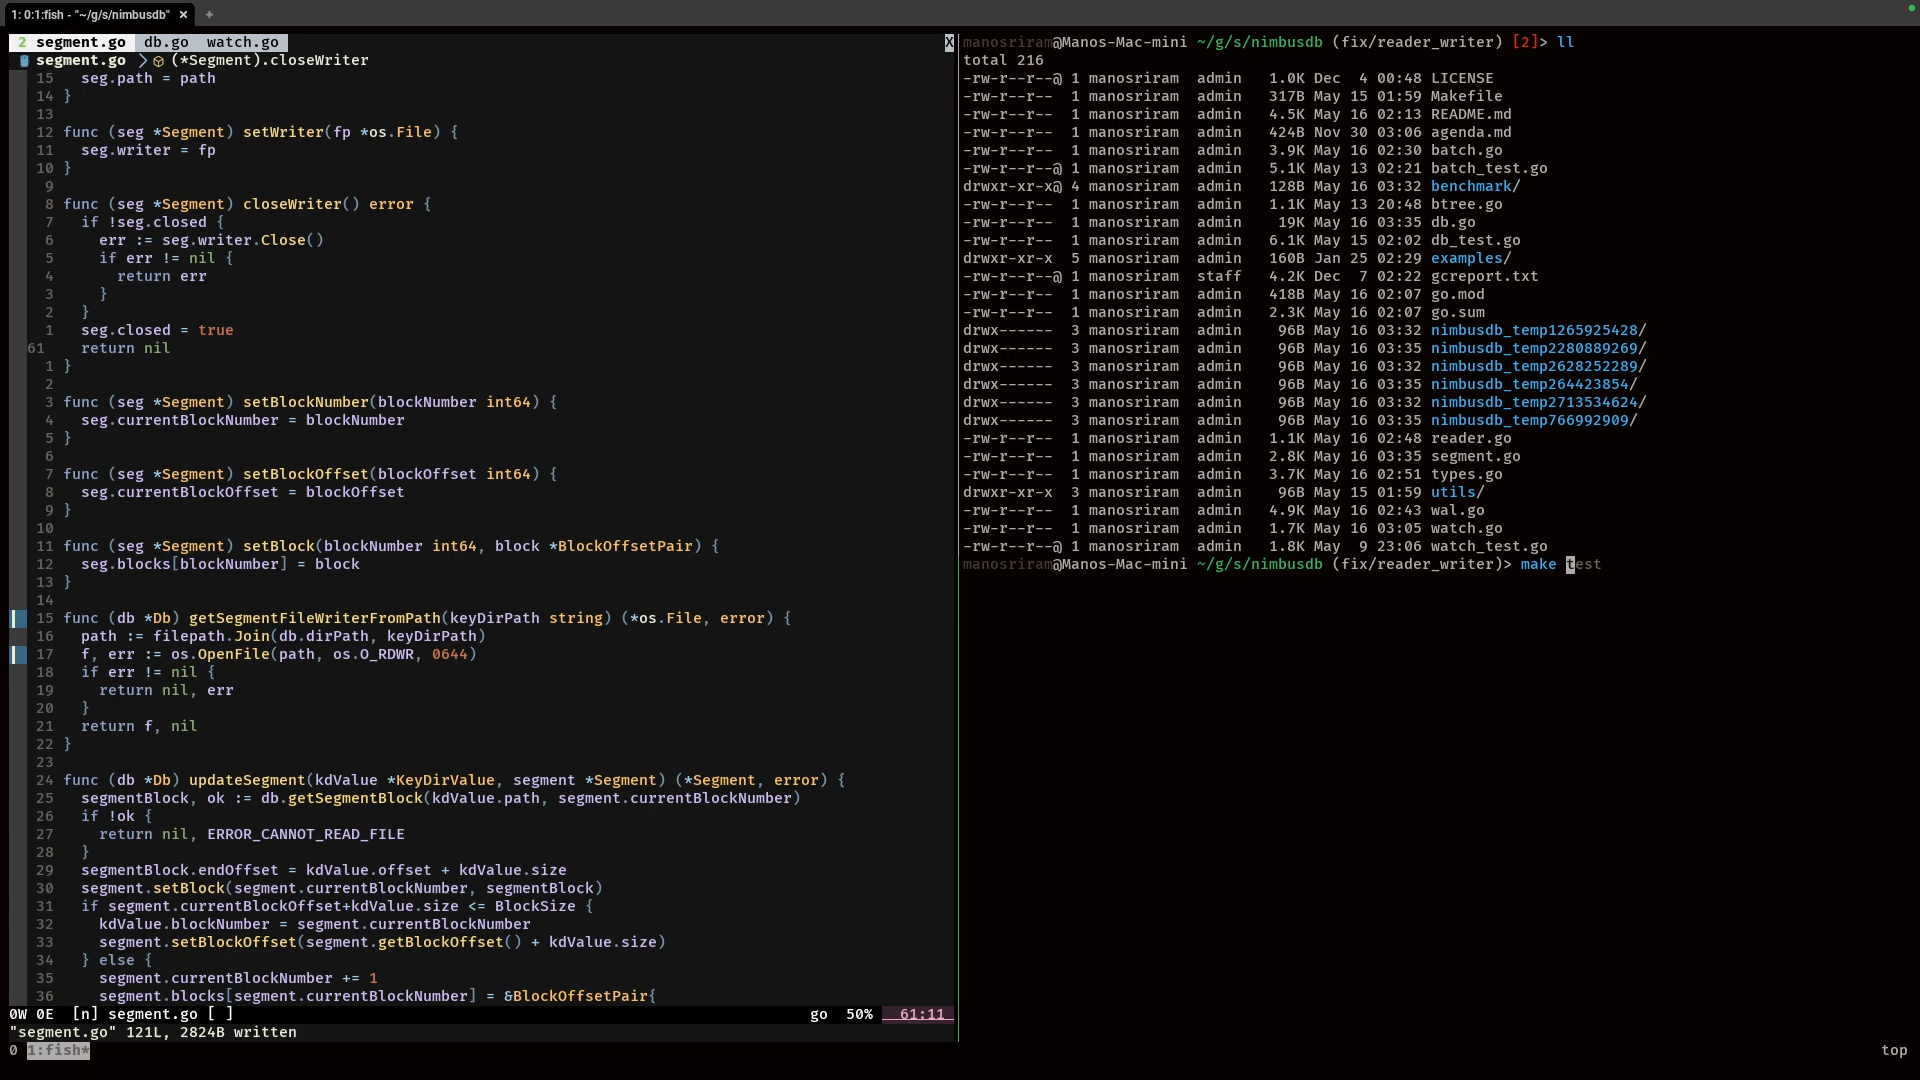 1: 0:1:fish - "~/g/s/nimbusdb" × +
2 segment.go db.go watch.go X
segment.go > (*Segment).closeWriter
15 seg.path = path
14 }
13
12 func (seg *Segment) setWriter(fp *os.File) {
11 seg.writer = fp
10 }
9
8 func (seg *Segment) closeWriter() error {
7 if !seg.closed {
6 err := seg.writer.Close()
5 if err != nil {
4 return err
3 }
2 }
1 seg.closed = true
61 return nil
1 }
2
3 func (seg *Segment) setBlockNumber(blockNumber int64) {
4 seg.currentBlockNumber = blockNumber
5 }
6
7 func (seg *Segment) setBlockOffset(blockOffset int64) {
8 seg.currentBlockOffset = blockOffset
9 }
10
11 func (seg *Segment) setBlock(blockNumber int64, block *BlockOffsetPair) {
12 seg.blocks[blockNumber] = block
13 }
14
15 func (db *Db) getSegmentFileWriterFromPath(keyDirPath string) (*os.File, error) {
16 path := filepath.Join(db.dirPath, keyDirPath)
17 f, err := os.OpenFile(path, os.O_RDWR, 0644)
18 if err != nil {
19 return nil, err
20 }
21 return f, nil
22 }
23
24 func (db *Db) updateSegment(kdValue *KeyDirValue, segment *Segment) (*Segment, error) {
25 segmentBlock, ok := db.getSegmentBlock(kdValue.path, segment.currentBlockNumber)
26 if !ok {
27 return nil, ERROR_CANNOT_READ_FILE
28 }
29 segmentBlock.endOffset = kdValue.offset + kdValue.size
30 segment.setBlock(segment.currentBlockNumber, segmentBlock)
31 if segment.currentBlockOffset+kdValue.size <= BlockSize {
32 kdValue.blockNumber = segment.currentBlockNumber
33 segment.setBlockOffset(segment.getBlockOffset() + kdValue.size)
34 } else {
35 segment.currentBlockNumber += 1
36 segment.blocks[segment.currentBlockNumber] = &BlockOffsetPair{
0W 0E [n] segment.go [ ] go 50% 61:11
"segment.go" 121L, 2824B written
0 1:fish* top
manosriram@Manos-Mac-mini ~/g/s/nimbusdb (fix/reader_writer) [2]> ll
total 216
-rw-r--r--@ 1 manosriram admin 1.0K Dec 4 00:48 LICENSE
-rw-r--r-- 1 manosriram admin 317B May 15 01:59 Makefile
-rw-r--r-- 1 manosriram admin 4.5K May 16 02:13 README.md
-rw-r--r-- 1 manosriram admin 424B Nov 30 03:06 agenda.md
-rw-r--r-- 1 manosriram admin 3.9K May 16 02:30 batch.go
-rw-r--r--@ 1 manosriram admin 5.1K May 13 02:21 batch_test.go
drwxr-xr-x@ 4 manosriram admin 128B May 16 03:32 benchmark/
-rw-r--r-- 1 manosriram admin 1.1K May 13 20:48 btree.go
-rw-r--r-- 1 manosriram admin 19K May 16 03:35 db.go
-rw-r--r-- 1 manosriram admin 6.1K May 15 02:02 db_test.go
drwxr-xr-x 5 manosriram admin 160B Jan 25 02:29 examples/
-rw-r--r--@ 1 manosriram staff 4.2K Dec 7 02:22 gcreport.txt
-rw-r--r-- 1 manosriram admin 418B May 16 02:07 go.mod
-rw-r--r-- 1 manosriram admin 2.3K May 16 02:07 go.sum
drwx------ 3 manosriram admin 96B May 16 03:32 nimbusdb_temp1265925428/
drwx------ 3 manosriram admin 96B May 16 03:35 nimbusdb_temp2280889269/
drwx------ 3 manosriram admin 96B May 16 03:32 nimbusdb_temp2628252289/
drwx------ 3 manosriram admin 96B May 16 03:35 nimbusdb_temp264423854/
drwx------ 3 manosriram admin 96B May 16 03:32 nimbusdb_temp2713534624/
drwx------ 3 manosriram admin 96B May 16 03:35 nimbusdb_temp766992909/
-rw-r--r-- 1 manosriram admin 1.1K May 16 02:48 reader.go
-rw-r--r-- 1 manosriram admin 2.8K May 16 03:35 segment.go
-rw-r--r-- 1 manosriram admin 3.7K May 16 02:51 types.go
drwxr-xr-x 3 manosriram admin 96B May 15 01:59 utils/
-rw-r--r-- 1 manosriram admin 4.9K May 16 02:43 wal.go
-rw-r--r-- 1 manosriram admin 1.7K May 16 03:05 watch.go
-rw-r--r--@ 1 manosriram admin 1.8K May 9 23:06 watch_test.go
manosriram@Manos-Mac-mini ~/g/s/nimbusdb (fix/reader_writer)> make test